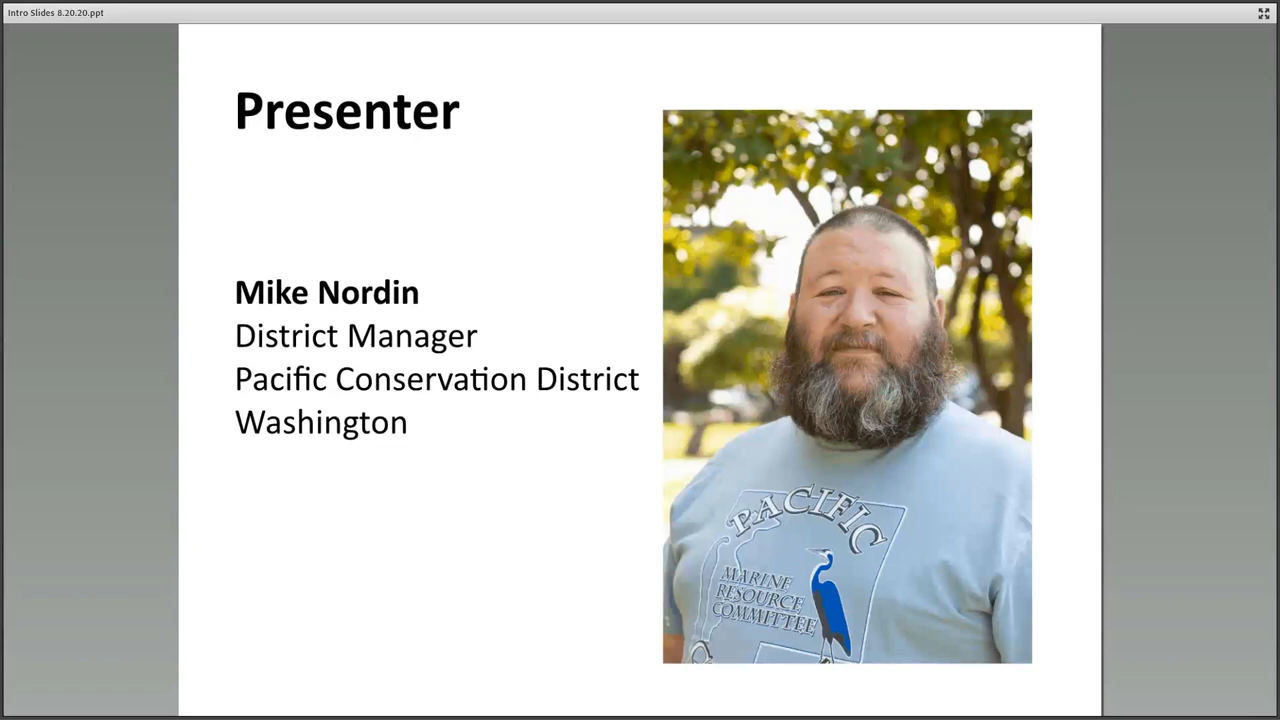 Intro Slides 8.20.20.ppt
Presenter
Mike Nordin
District Manager
Pacific Conservation District
Washington
PACIFIC
MARINE
RESOURCE
COMMITTEE